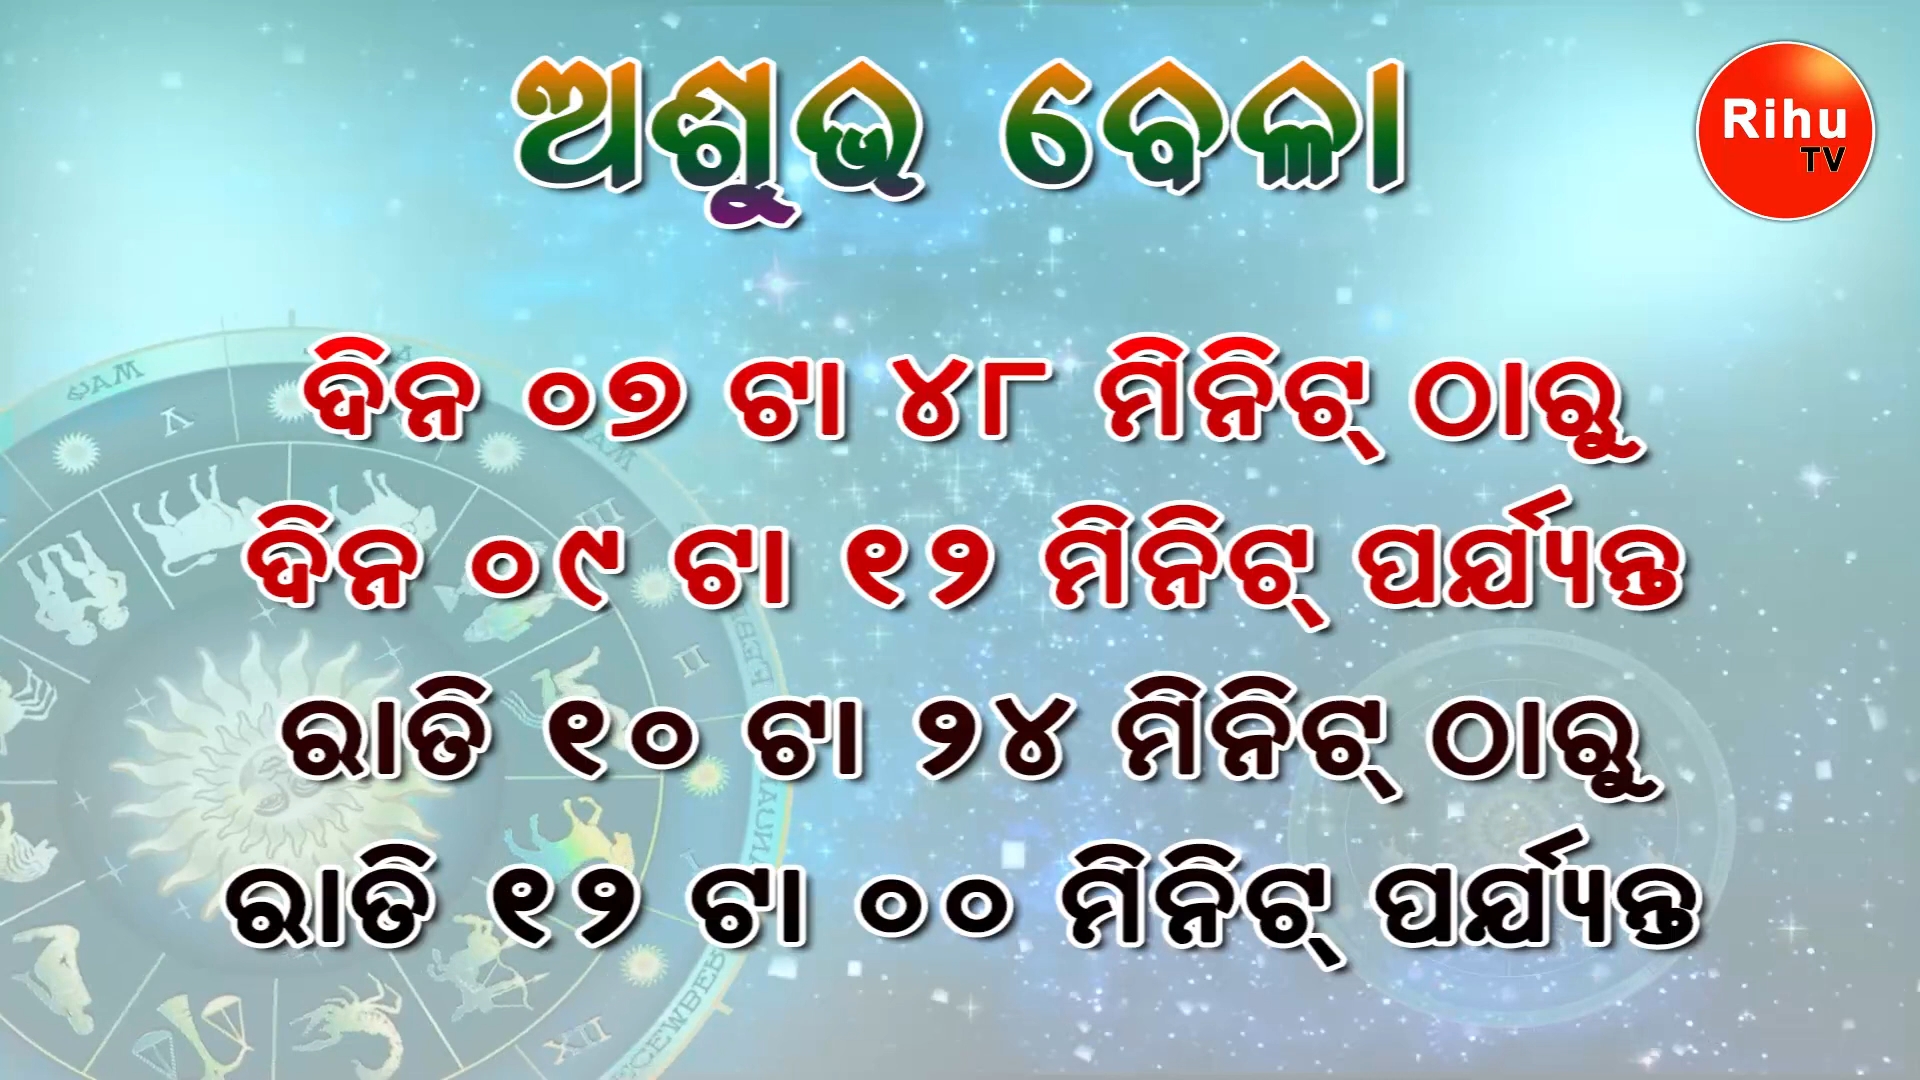 ଅଶୁଭ ବେଳା
Rihu
TV
ଦିନ ୦୭ ଟା ୪୮ ମିନିଟ୍ ଠାରୁ
ଦିନ ୦୯ ଟା ୧୨ ମିନିଟ୍ ପର୍ଯ୍ୟନ୍ତ
ରାତି ୧୦ ଟା ୨୪ ମିନିଟ୍ ଠାରୁ
ରାତି ୧୨ ଟା ୦୦ ମିନିଟ୍ ପର୍ଯ୍ୟନ୍ତ